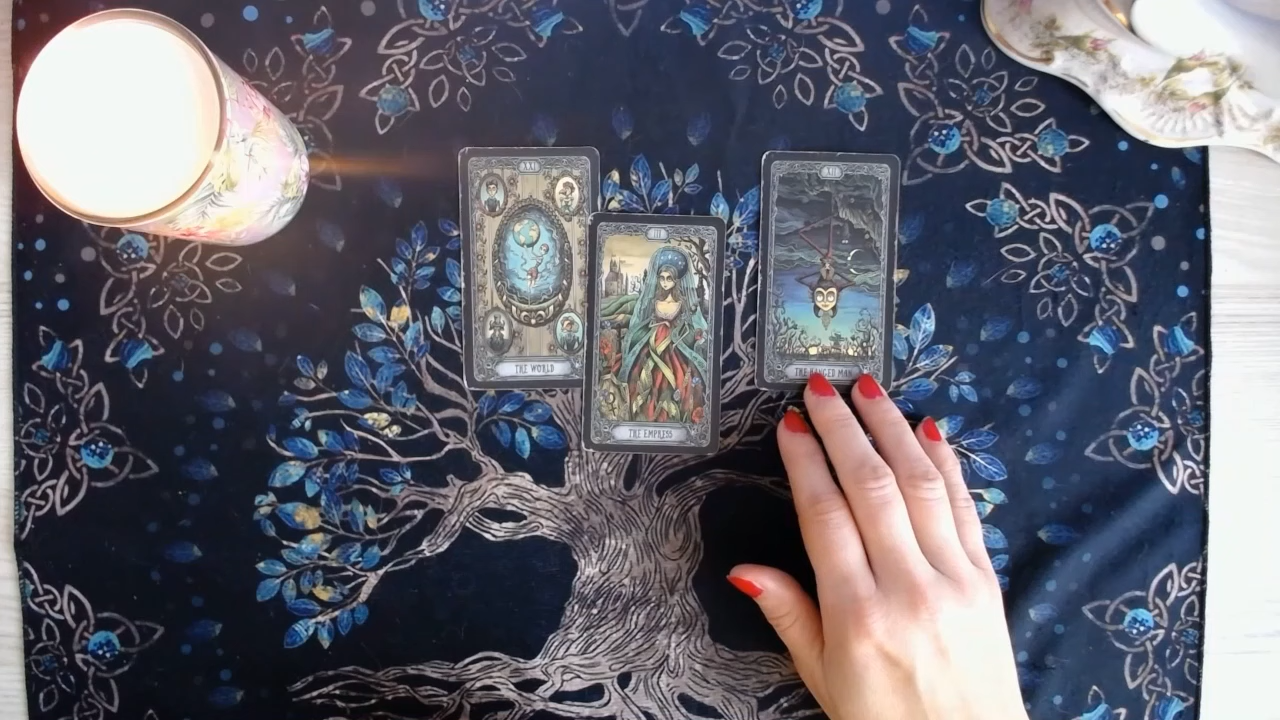 XXI
THE WORLD
III
THE EMPRESS
XII
THE HANGED MAN